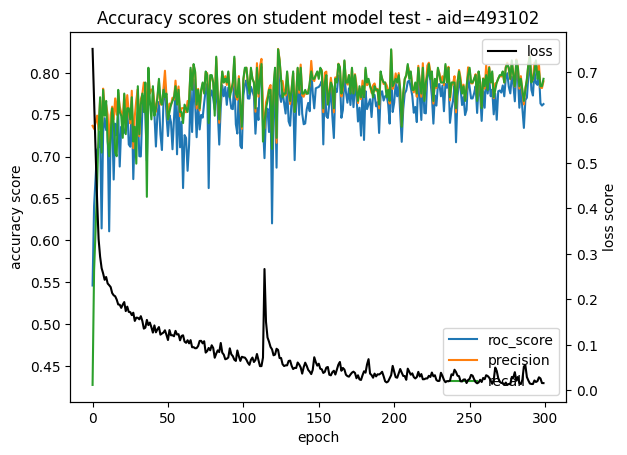 Accuracy scores on student model test - aid=493102
loss
0.80
0.75
0.70
0.65
0.60
0.55
0.50
0.45
accuracy score
0.7
0.6
0.5
0.4
0.3
0.2
0.1
0.0
loss score
roc_score
precision
recall
0
50
100
150
200
250
300
epoch